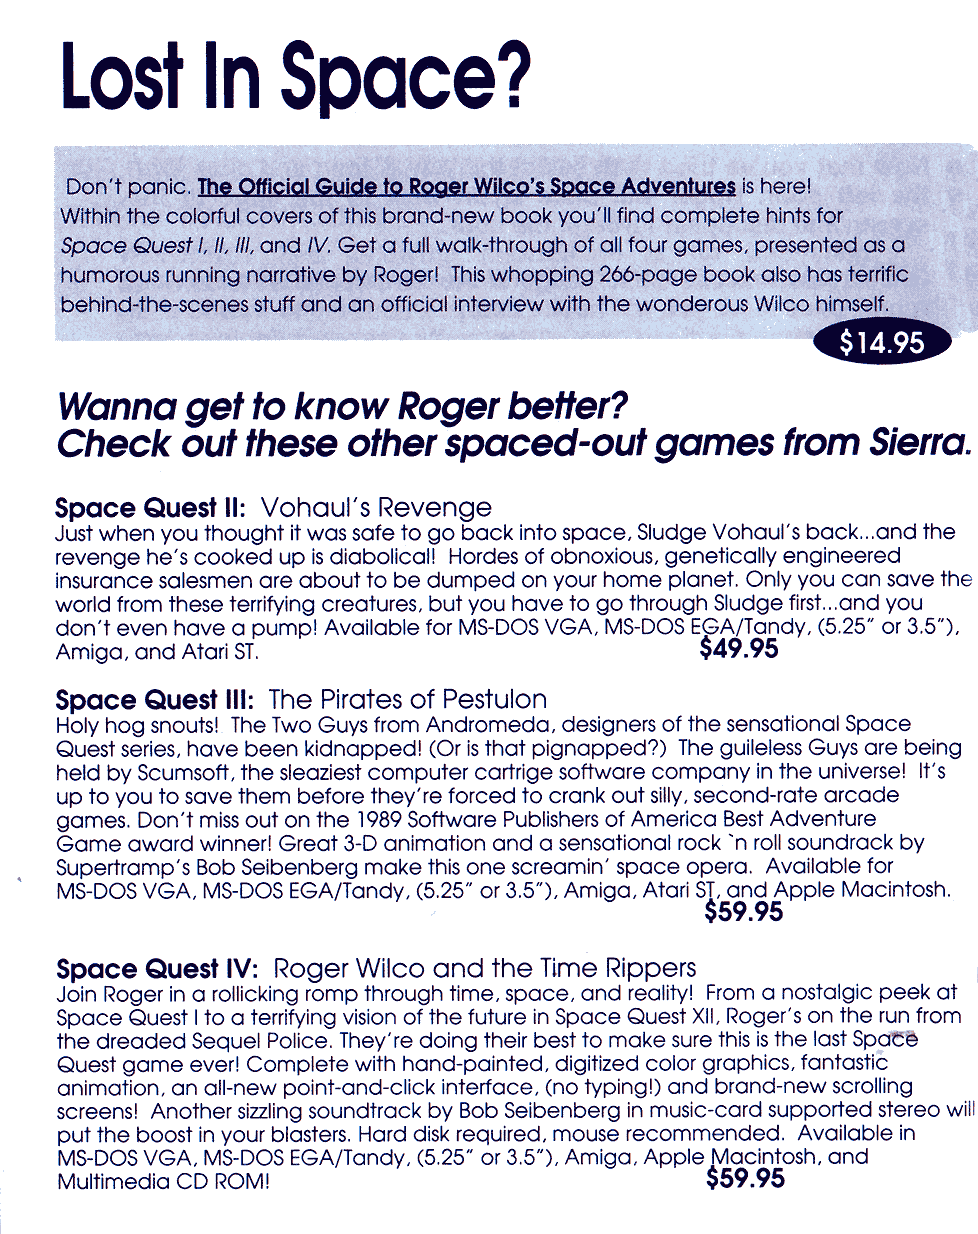 Lost In Space?
Don't panic. The Official Guide to Roger Wilco's Space Adventures is here!
Within the colorful covers of this brand-new book you'll find complete hints for
Space Quest I, II, III, and IV. Get a full walk-through of all four games, presented as a
humorous running narrative by Roger!  This whopping 266-page book also has terrific
behind-the-scenes stuff and an official interview with the wonderous Wilco himself.
$14.95
Wanna get to know Roger better?
Check out these other spaced-out games from Sierra.
Space Quest II:  Vohaul's Revenge
Just when you thought it was safe to go back into space, Sludge Vohaul's back...and the
revenge he's cooked up is diabolical!  Hordes of obnoxious, genetically engineered
insurance salesmen are about to be dumped on your home planet. Only you can save the
world from these terrifying creatures, but you have to go through Sludge first...and you
don't even have a pump! Available for MS-DOS VGA, MS-DOS EGA/Tandy, (5.25" or 3.5"),
Amiga, and Atari ST.
$49.95
Space Quest III:  The Pirates of Pestulon
Holy hog snouts!  The Two Guys from Andromeda, designers of the sensational Space
Quest series, have been kidnapped! (Or is that pignapped?)  The guileless Guys are being
held by Scumsoft, the sleaziest computer cartrige software company in the universe!  It's
up to you to save them before they're forced to crank out silly, second-rate arcade
games. Don't miss out on the 1989 Software Publishers of America Best Adventure
Game award winner! Great 3-D animation and a sensational rock `n roll soundrack by
Supertramp's Bob Seibenberg make this one screamin' space opera.  Available for
MS-DOS VGA, MS-DOS EGA/Tandy, (5.25" or 3.5"), Amiga, Atari ST, and Apple Macintosh.
$59.95
Space Quest IV:  Roger Wilco and the Time Rippers
Join Roger in a rollicking romp through time, space, and reality!  From a nostalgic peek at
Space Quest I to a terrifying vision of the future in Space Quest XII, Roger's on the run from
the dreaded Sequel Police. They're doing their best to make sure this is the last Space
Quest game ever! Complete with hand-painted, digitized color graphics, fantastic
animation, an all-new point-and-click interface, (no typing!) and brand-new scrolling
screens!  Another sizzling soundtrack by Bob Seibenberg in music-card supported stereo will
put the boost in your blasters. Hard disk required, mouse recommended.  Available in
MS-DOS VGA, MS-DOS EGA/Tandy, (5.25" or 3.5"), Amiga, Apple Macintosh, and
Multimedia CD ROM!
$59.95